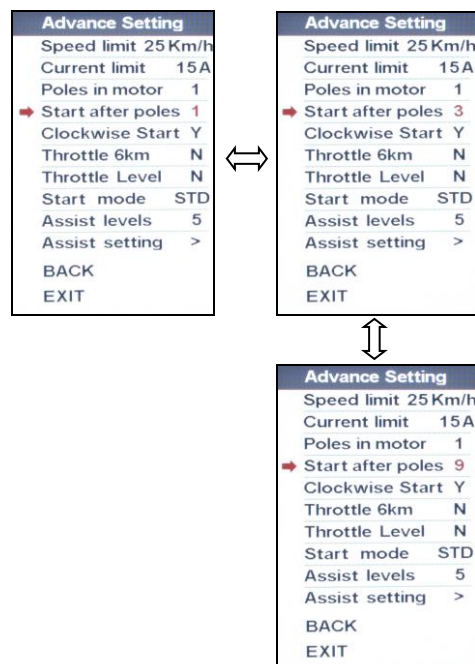 Advance Setting
Speed limit 25 Km/h
Current limit 15A
Poles in motor 1
Start after poles 1
Clockwise Start Y
Throttle 6km N
Throttle Level N
Start mode STD
Assist levels 5
Assist setting >
BACK
EXIT
Advance Setting
Speed limit 25 Km/h
Current limit 15A
Poles in motor 1
Start after poles 3
Clockwise Start Y
Throttle 6km N
Throttle Level N
Start mode STD
Assist levels 5
Assist setting >
BACK
EXIT
Advance Setting
Speed limit 25 Km/h
Current limit 15A
Poles in motor 1
Start after poles 9
Clockwise Start Y
Throttle 6km N
Throttle Level N
Start mode STD
Assist levels 5
Assist setting >
BACK
EXIT